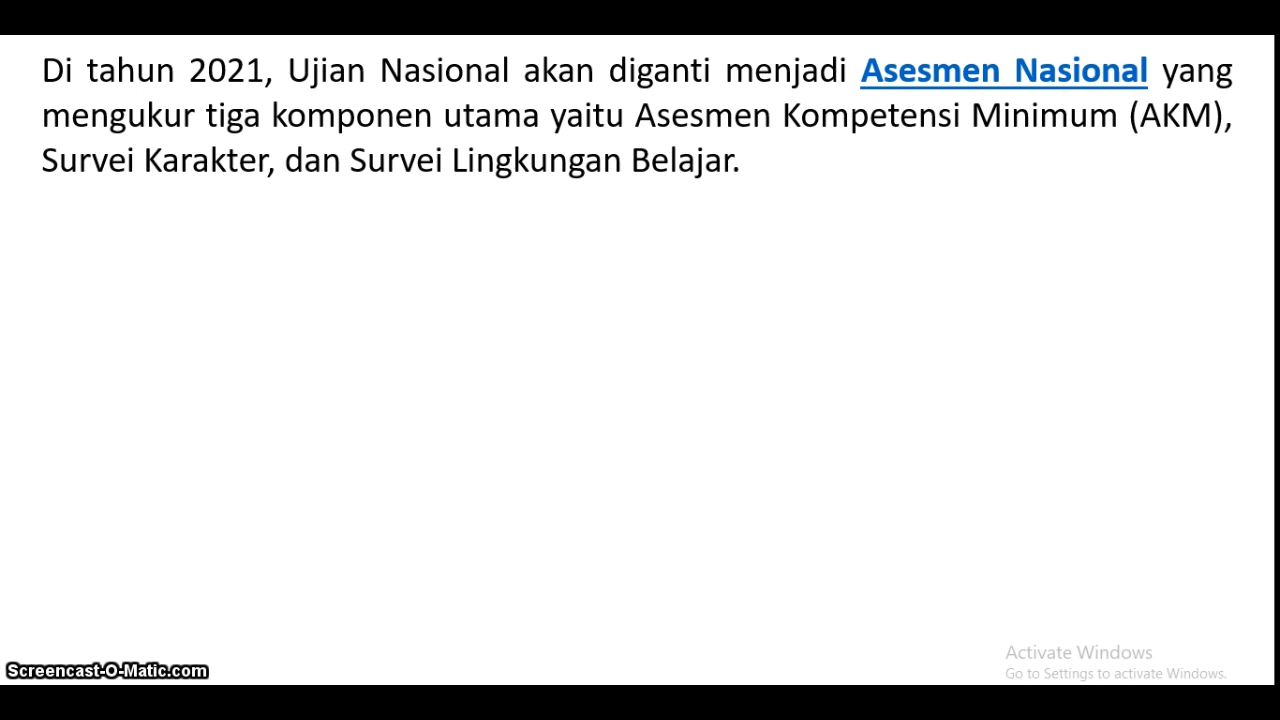 Di tahun 2021, Ujian Nasional akan diganti menjadi Asesmen Nasional yang
mengukur tiga komponen utama yaitu Asesmen Kompetensi Minimum (AKM),
Survei Karakter, dan Survei Lingkungan Belajar.
Activate Windows
Go to Settings to activate Windows.
Screencast-O-Matic.com